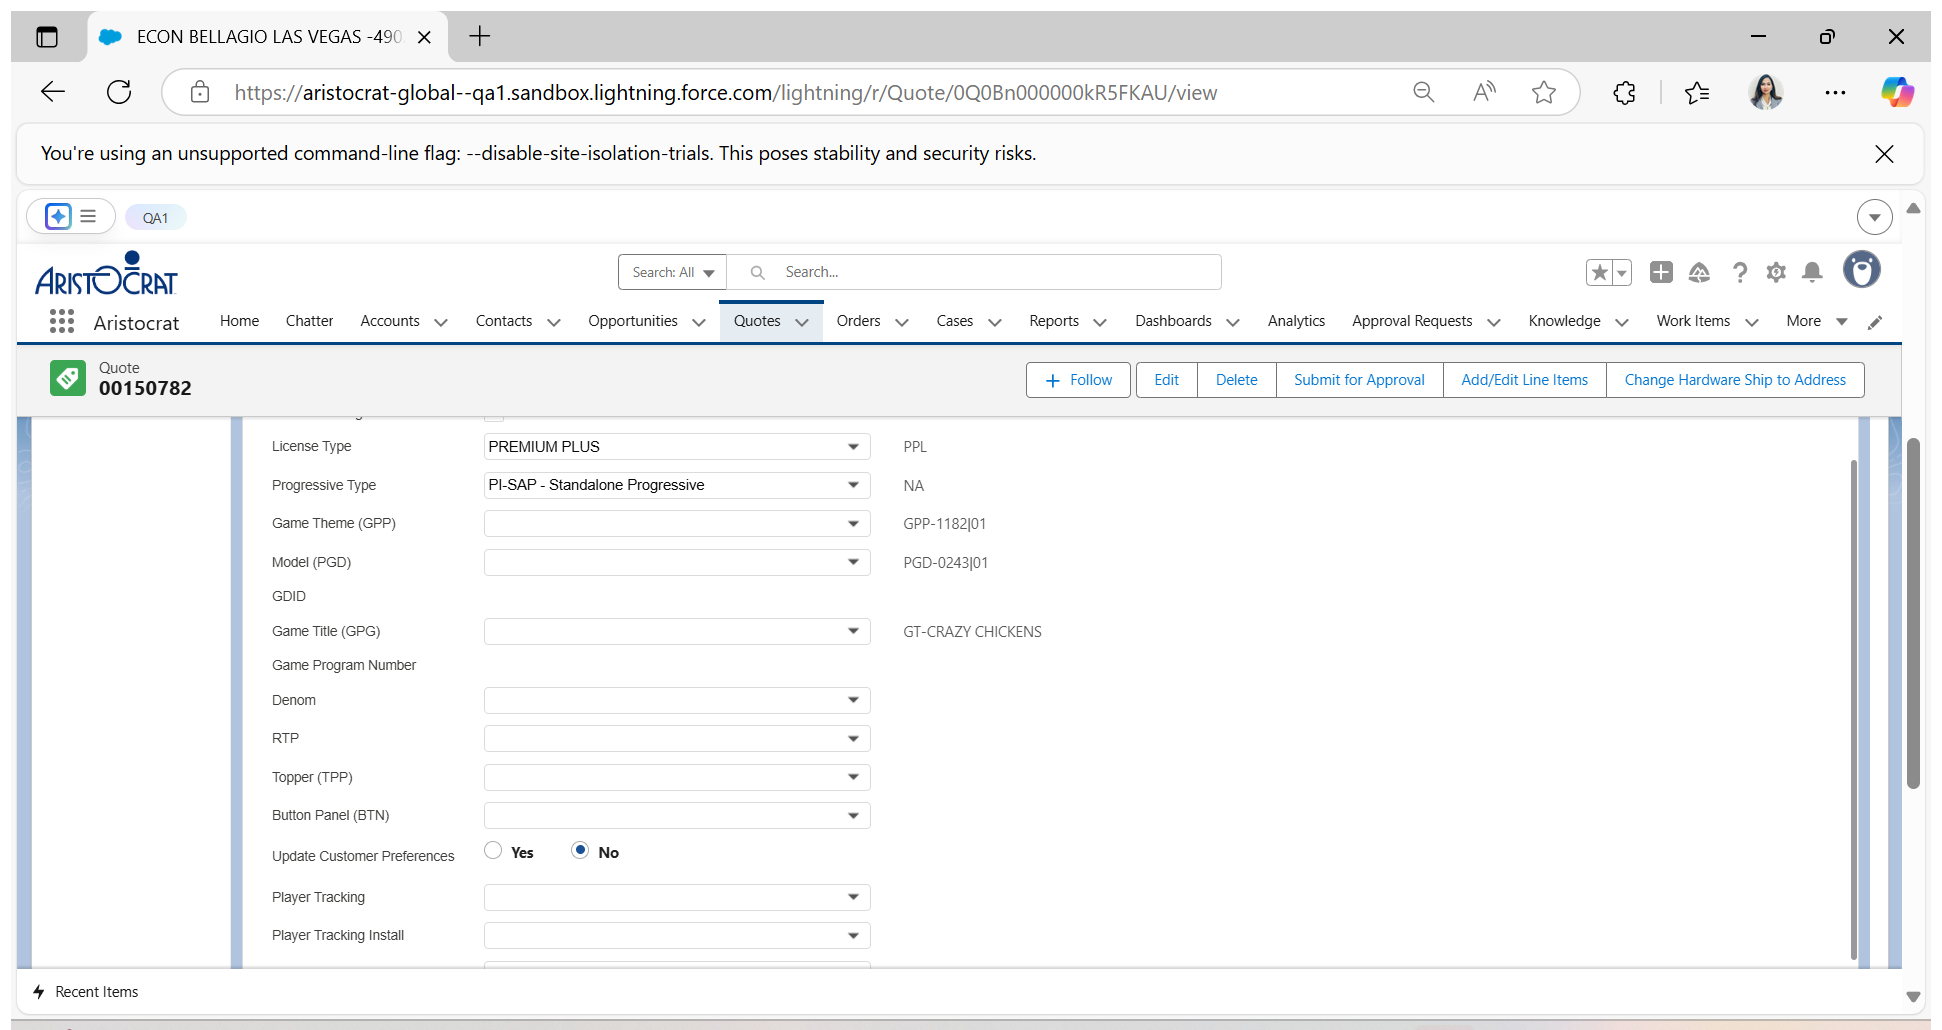 ECON BELLAGIO LAS VEGAS -490
https://aristocrat-global--qa1.sandbox.lightning.force.com/lightning/r/Quote/0Q0Bn000000kR5FKAU/view
You're using an unsupported command-line flag: --disable-site-isolation-trials. This poses stability and security risks.
QA1
ARISTOCRAT
Search: All
Search...
Aristocrat
Home Chatter Accounts Contacts Opportunities Quotes Orders Cases Reports Dashboards Analytics Approval Requests Knowledge Work Items More
Quote
00150782
Follow Edit Delete Submit for Approval Add/Edit Line Items Change Hardware Ship to Address
License Type PREMIUM PLUS PPL
Progressive Type PI-SAP - Standalone Progressive NA
Game Theme (GPP) GPP-1182|01
Model (PGD) PGD-0243|01
GDID
Game Title (GPG) GT-CRAZY CHICKENS
Game Program Number
Denom
RTP
Topper (TPP)
Button Panel (BTN)
Update Customer Preferences Yes No
Player Tracking
Player Tracking Install
Recent Items